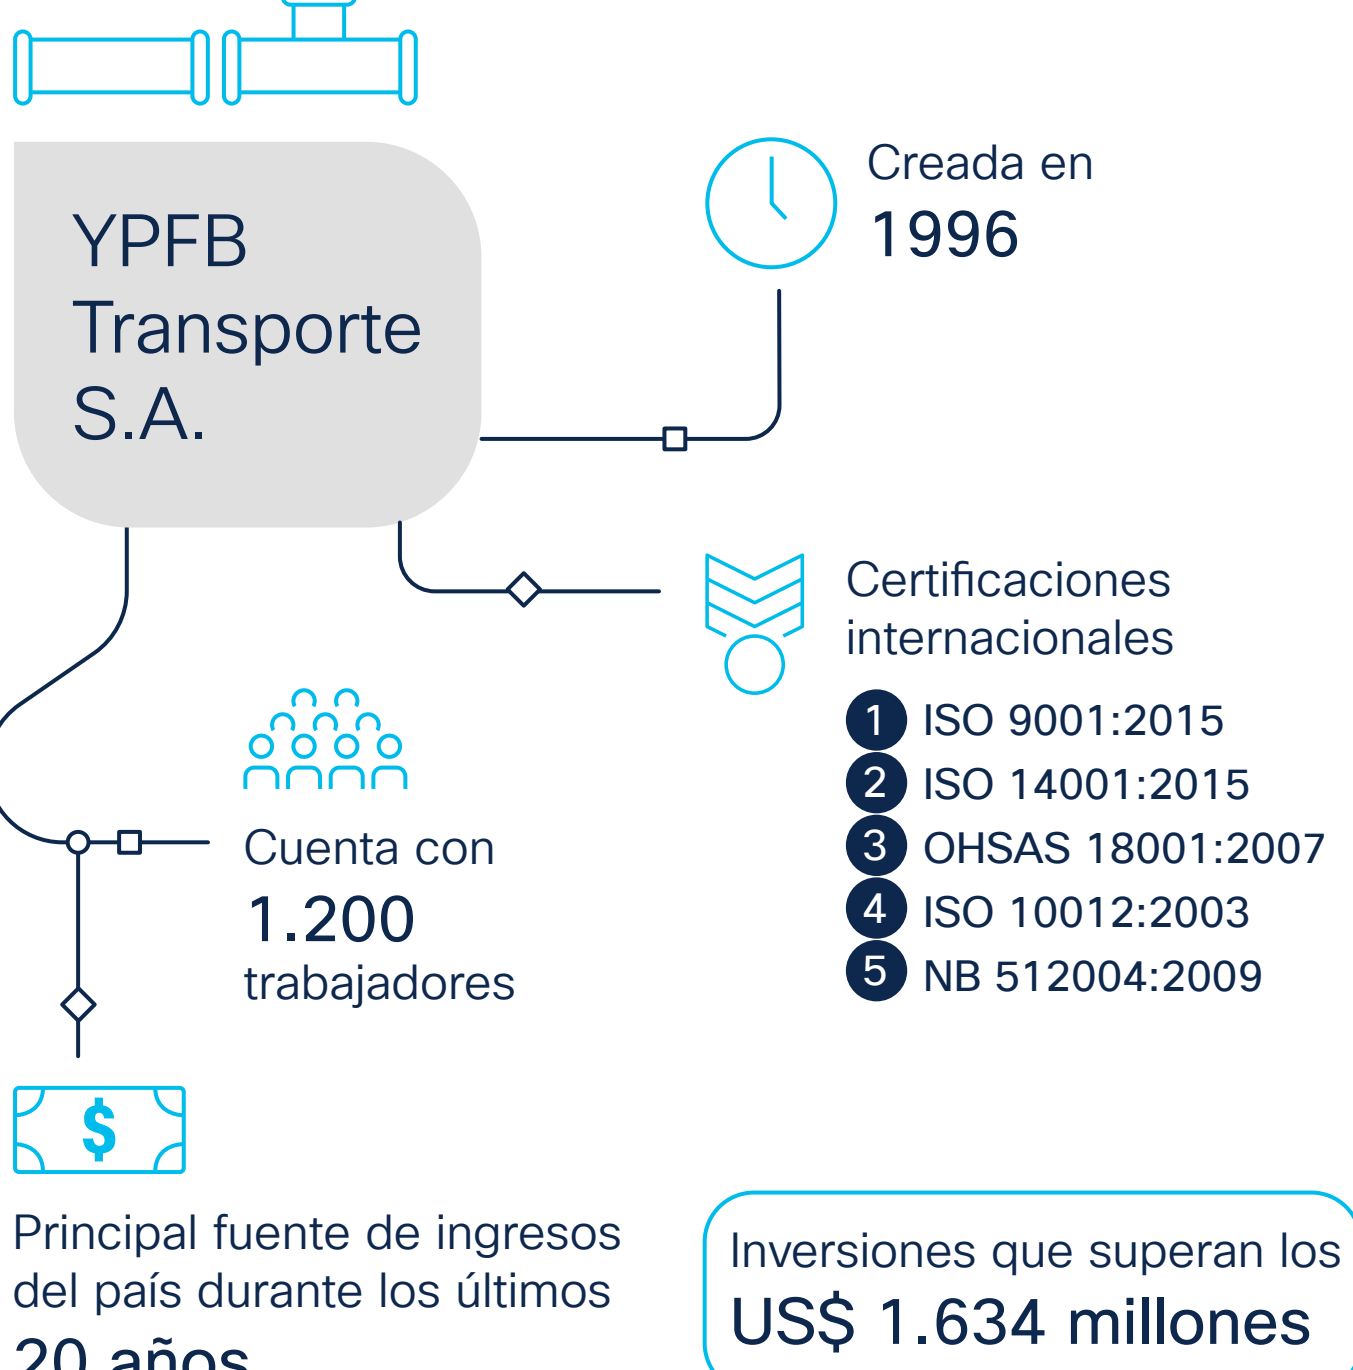 YPFB
Transporte
S.A.
Creada en
1996
Certificaciones
internacionales
1 ISO 9001:2015
2 ISO 14001:2015
3 OHSAS 18001:2007
4 ISO 10012:2003
5 NB 512004:2009
Cuenta con
1.200
trabajadores
$
Principal fuente de ingresos
del país durante los últimos
20 años
Inversiones que superan los
US$ 1.634 millones